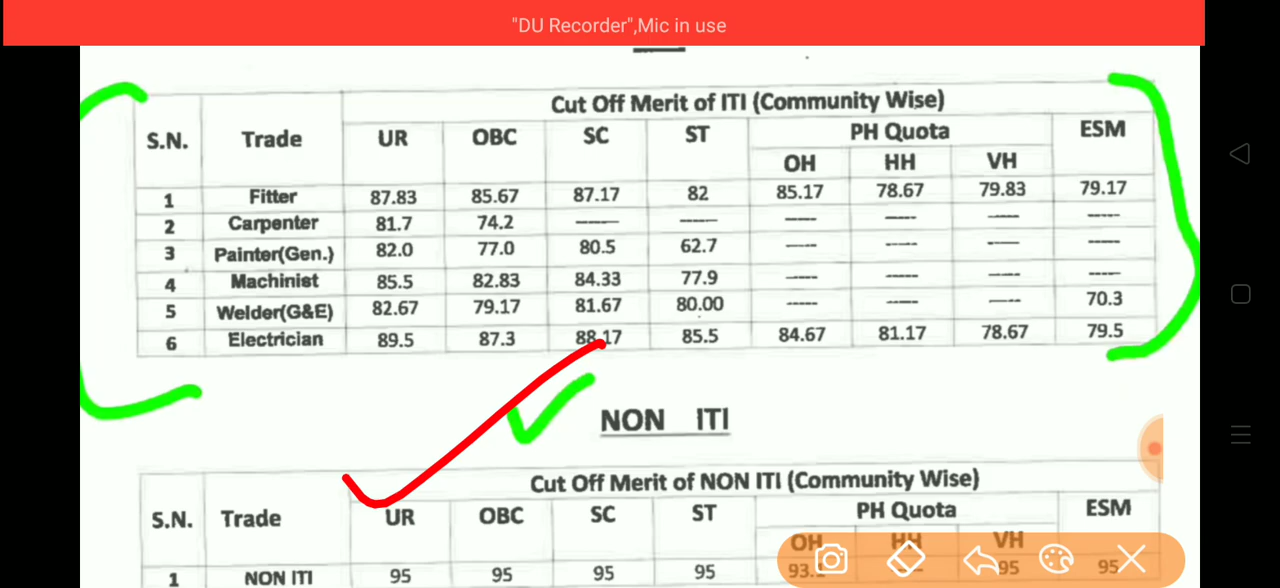 "DU Recorder",Mic in use
Cut Off Merit of ITI (Community Wise)
S.N. Trade UR OBC SC ST PH Quota ESM
OH HH VH
1 Fitter 87.83 85.67 87.17 82 85.17 78.67 79.83 79.17
2 Carpenter 81.7 74.2 ----- ----- ----- ----- ----- -----
3 Painter(Gen.) 82.0 77.0 80.5 62.7 ----- ----- ----- -----
4 Machinist 85.5 82.83 84.33 77.9 ----- ----- ----- -----
5 Welder(G&E) 82.67 79.17 81.67 80.00 ----- ----- ----- 70.3
6 Electrician 89.5 87.3 88.17 85.5 84.67 81.17 78.67 79.5
NON ITI
Cut Off Merit of NON ITI (Community Wise)
S.N. Trade UR OBC SC ST PH Quota ESM
OH HH VH
1 NON ITI 95 95 95 95 95 95